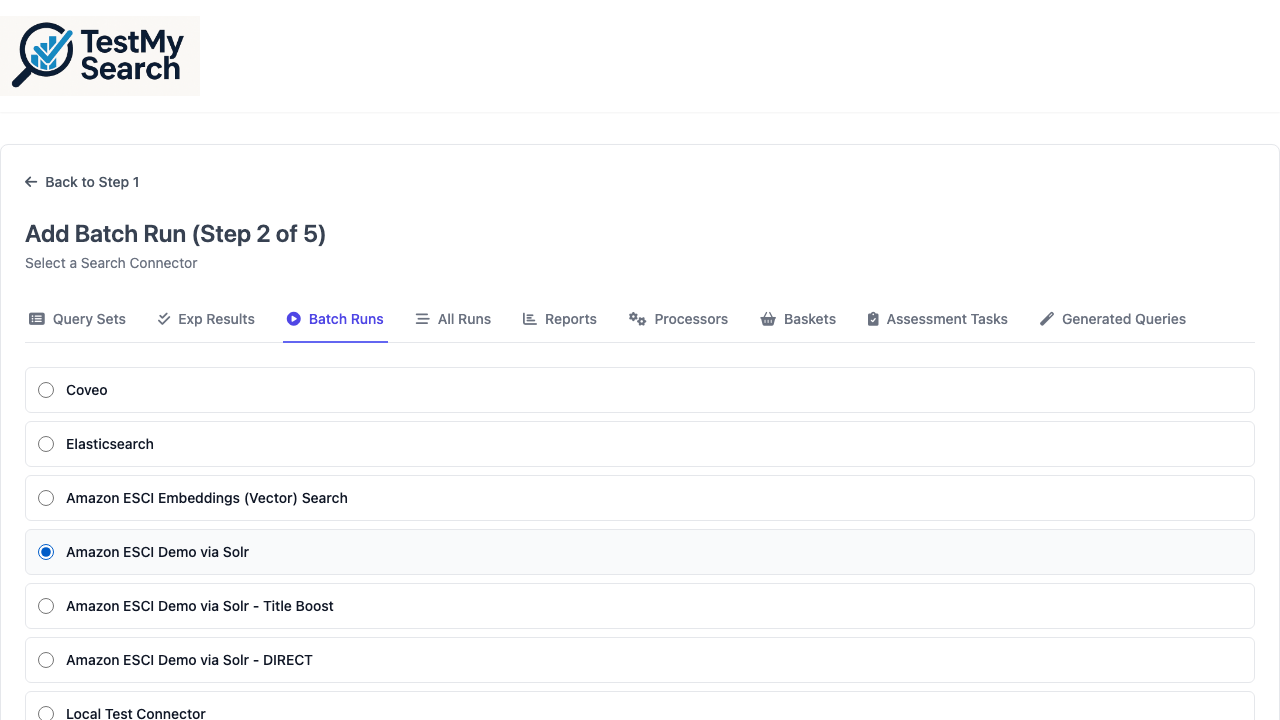 TestMy
Search
Back to Step 1
Add Batch Run (Step 2 of 5)
Select a Search Connector
Query Sets Exp Results Batch Runs All Runs Reports Processors Baskets Assessment Tasks Generated Queries
Coveo
Elasticsearch
Amazon ESCI Embeddings (Vector) Search
Amazon ESCI Demo via Solr
Amazon ESCI Demo via Solr - Title Boost
Amazon ESCI Demo via Solr - DIRECT
Local Test Connector